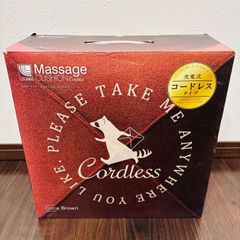 Massage
CUSHION
充電式
コードレス
タイプ
PLEASE TAKE ME ANYWHERE YOU LIKE.
Cordless
Coca Brown